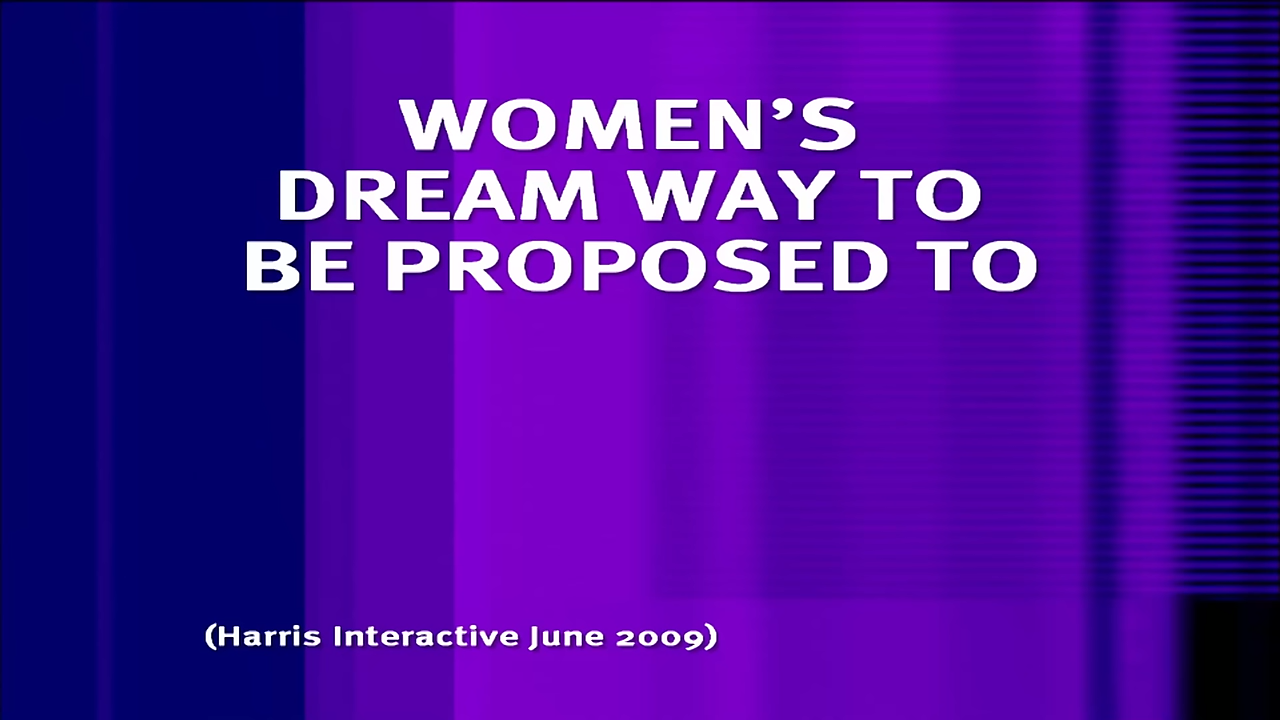 WOMEN'S
DREAM WAY TO
BE PROPOSED TO
(Harris Interactive June 2009)